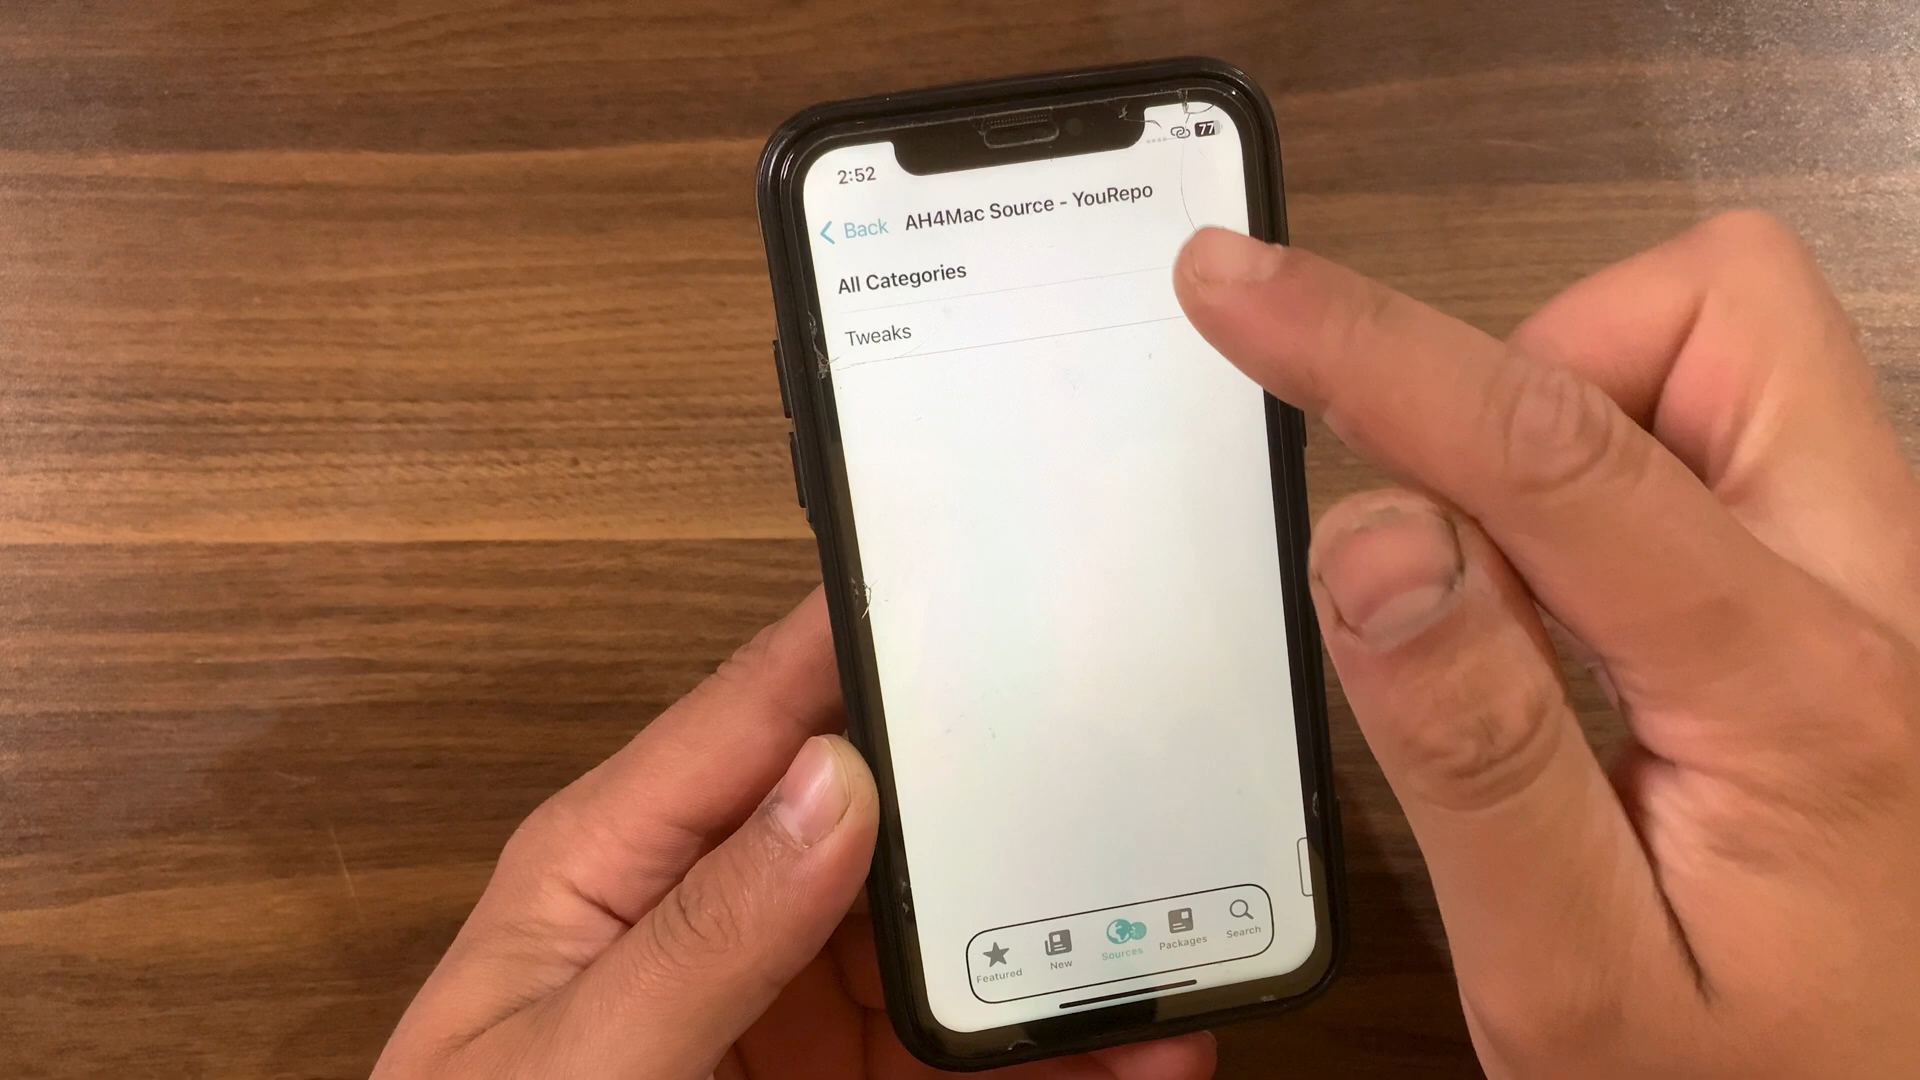 2:52
77
Back
AH4Mac Source - YouRepo
All Categories
Tweaks
Featured
New
Sources
Packages
Search